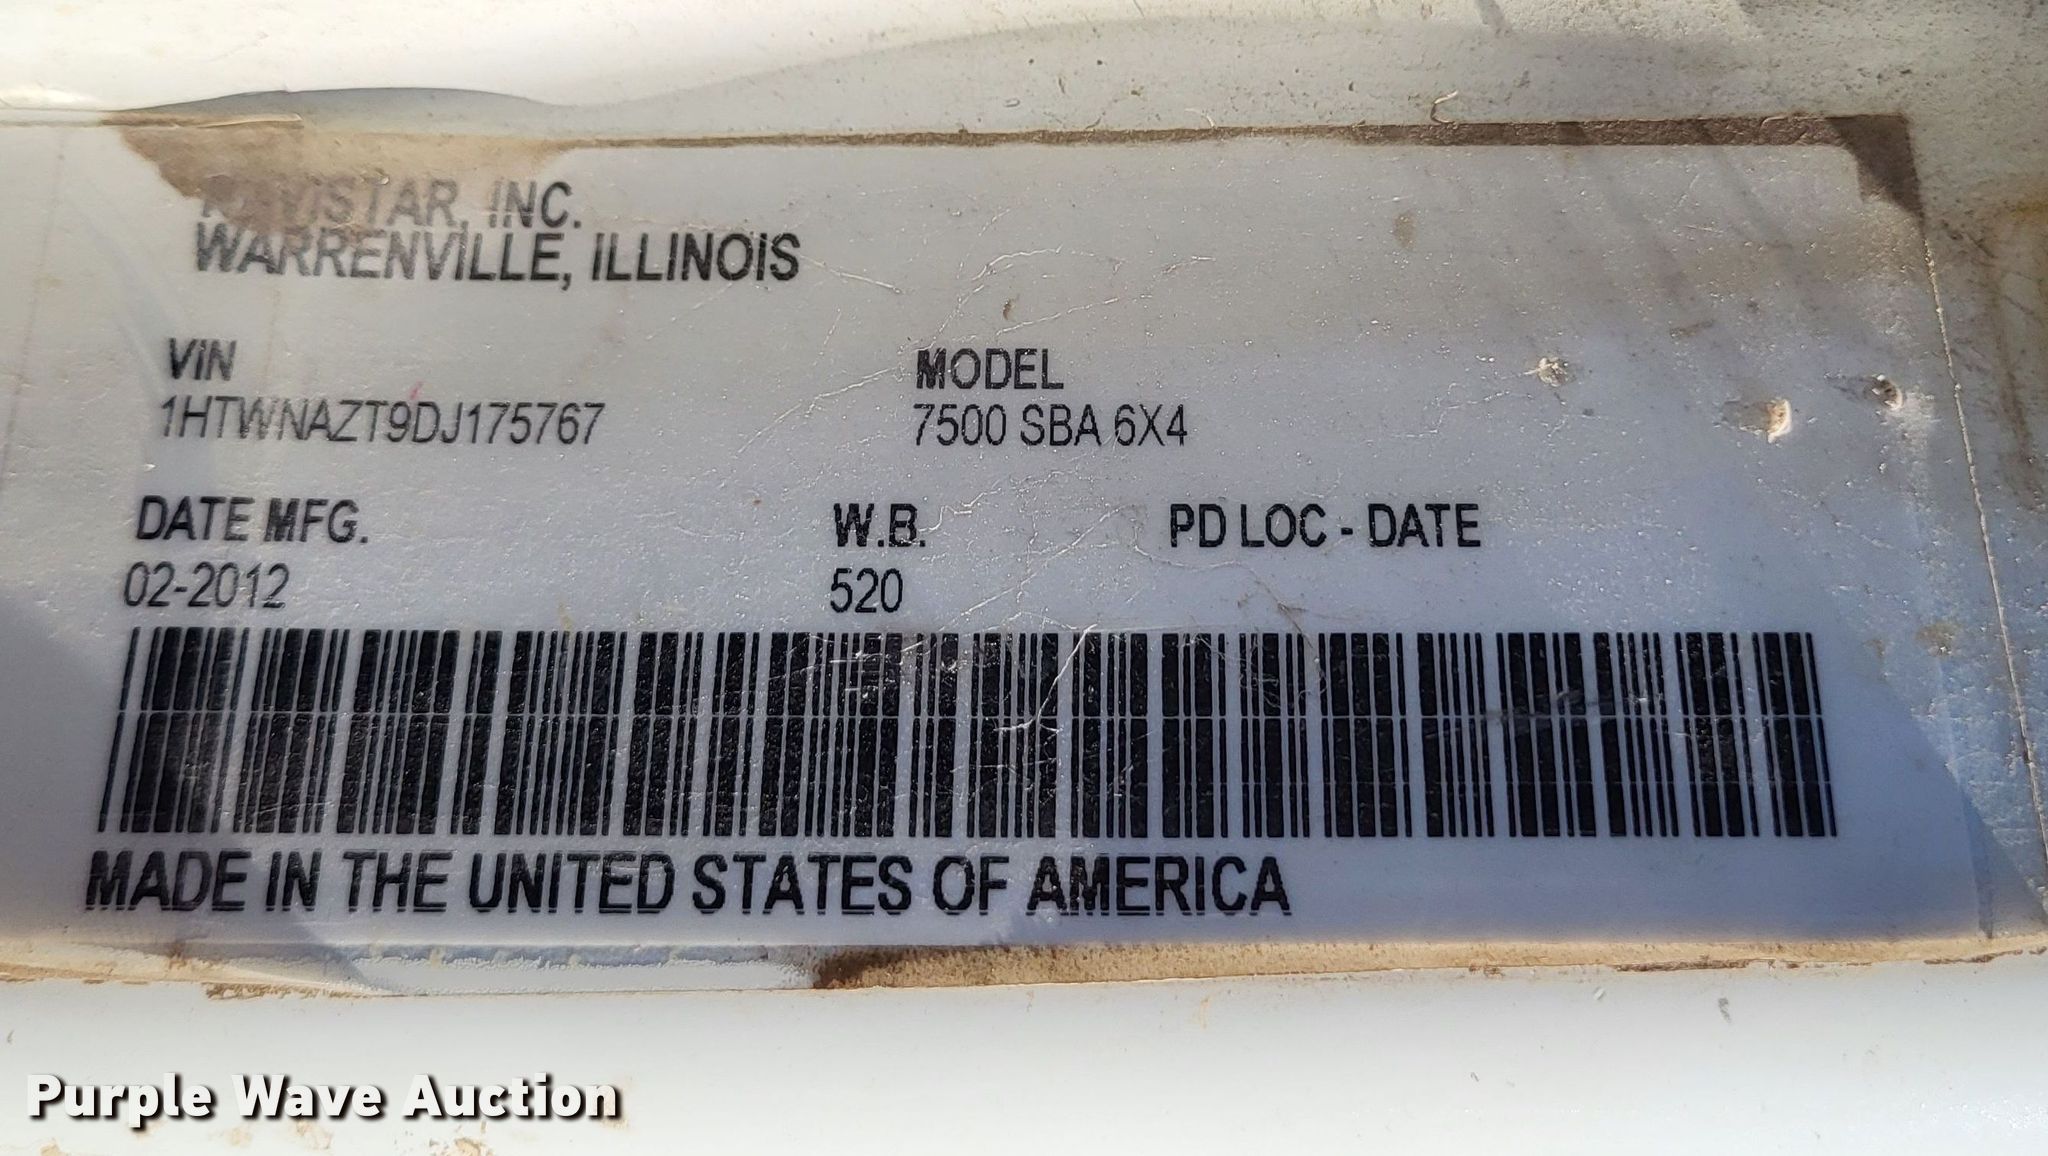 NAVISTAR, INC.
WARRENVILLE, ILLINOIS
VIN
1HTWNAZT9DJ175767
MODEL
7500 SBA 6X4
DATE MFG.
02-2012
W.B.
520
PD LOC - DATE
MADE IN THE UNITED STATES OF AMERICA
Purple Wave Auction